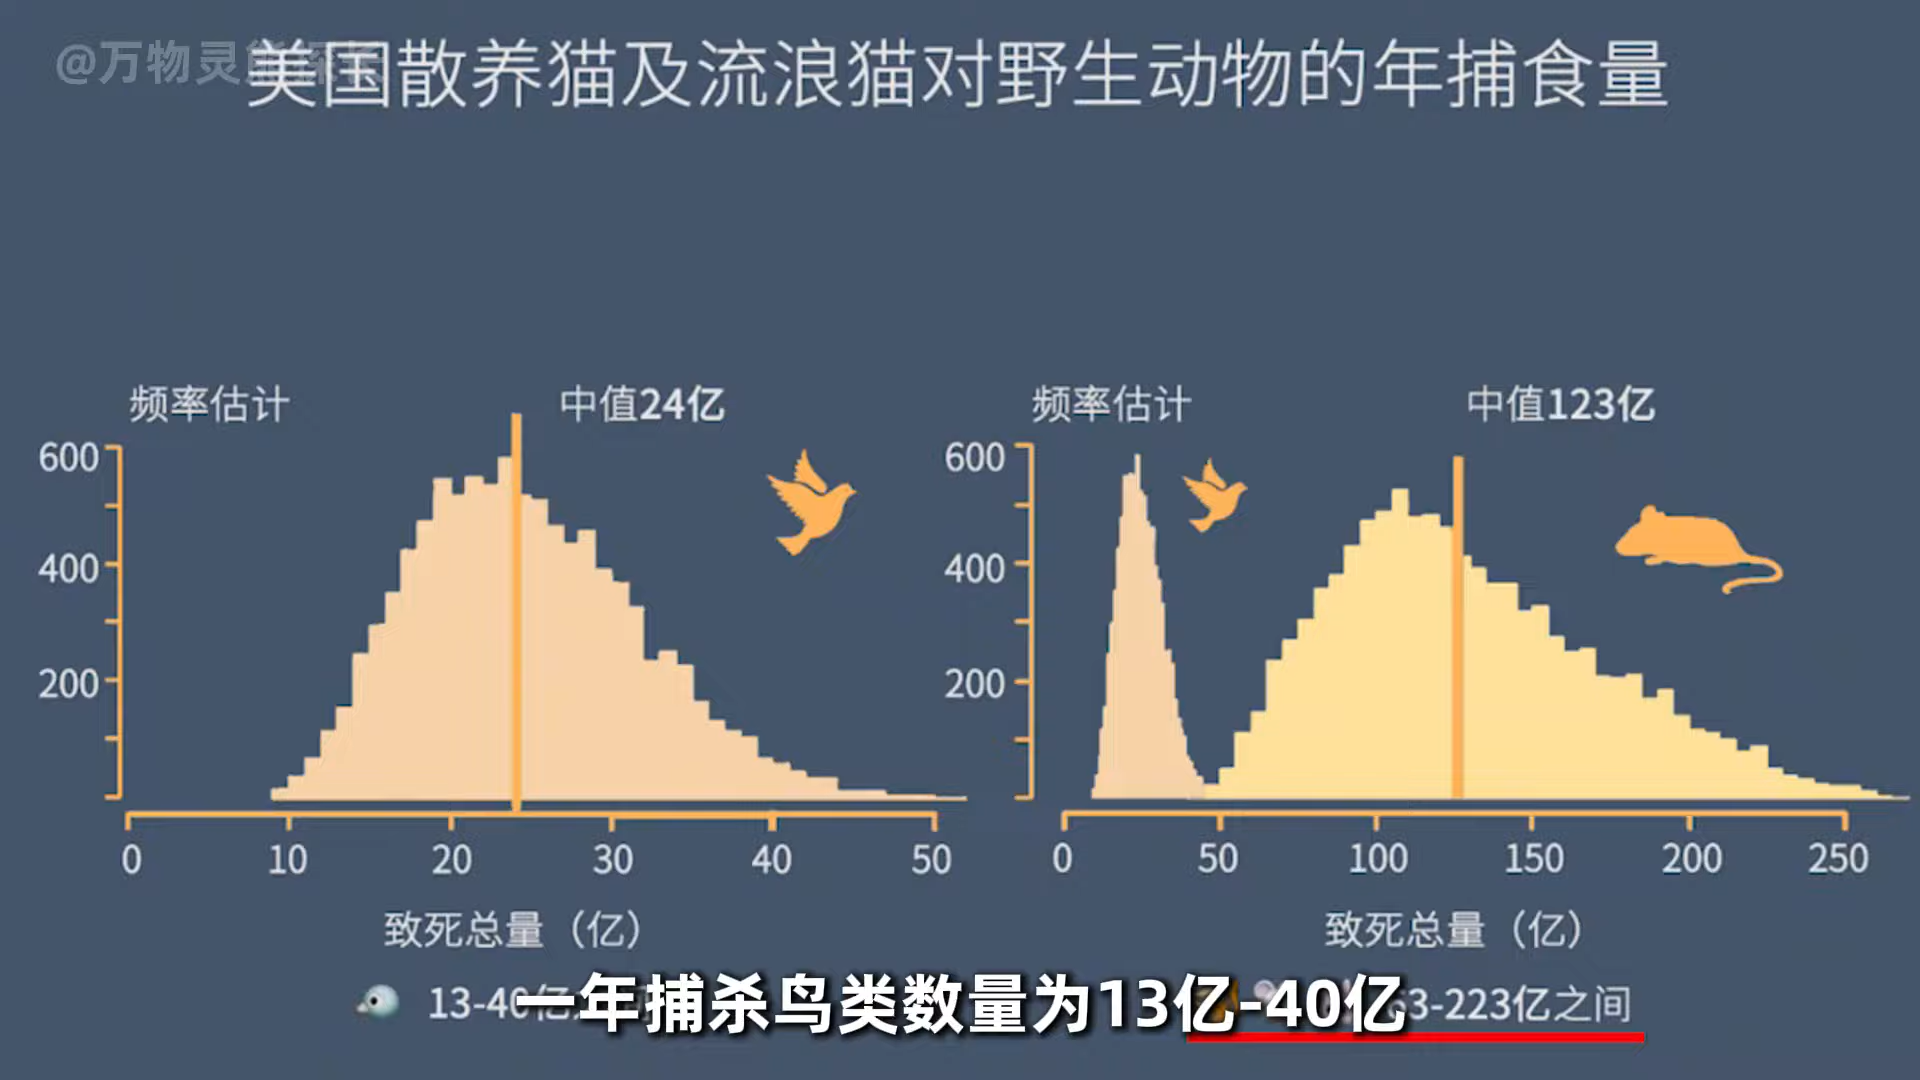 @万物灵
美国散养猫及流浪猫对野生动物的年捕食量
频率估计
中值24亿
频率估计
中值123亿
600
400
200
600
400
200
0 10 20 30 40 50
0 50 100 150 200 250
致死总量（亿）
致死总量（亿）
13-40亿
3-223亿之间
一年捕杀鸟类数量为13亿-40亿